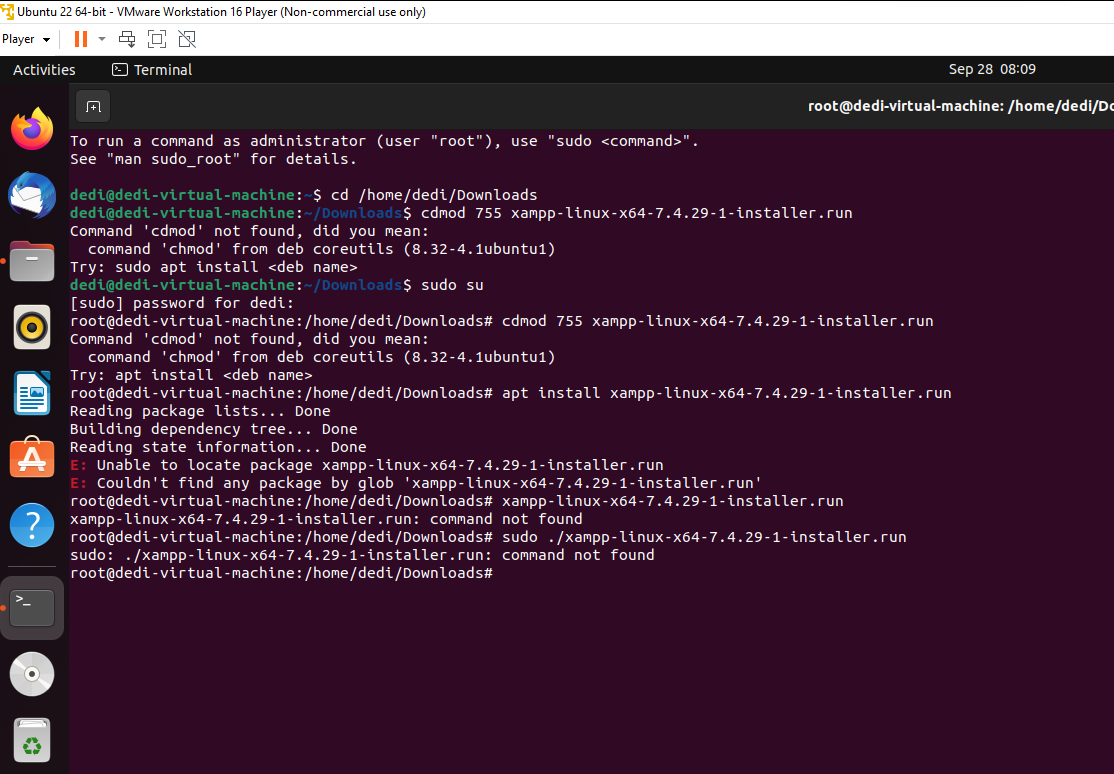 Ubuntu 22 64-bit - VMware Workstation 16 Player (Non-commercial use only)
Player
Activities
Terminal
Sep 28 08:09
root@dedi-virtual-machine: /home/dedi/Do
To run a command as administrator (user "root"), use "sudo <command>".
See "man sudo_root" for details.
dedi@dedi-virtual-machine:~$ cd /home/dedi/Downloads
dedi@dedi-virtual-machine:~/Downloads$ cdmod 755 xampp-linux-x64-7.4.29-1-installer.run
Command 'cdmod' not found, did you mean:
  command 'chmod' from deb coreutils (8.32-4.1ubuntu1)
Try: sudo apt install <deb name>
dedi@dedi-virtual-machine:~/Downloads$ sudo su
[sudo] password for dedi:
root@dedi-virtual-machine:/home/dedi/Downloads# cdmod 755 xampp-linux-x64-7.4.29-1-installer.run
Command 'cdmod' not found, did you mean:
  command 'chmod' from deb coreutils (8.32-4.1ubuntu1)
Try: apt install <deb name>
root@dedi-virtual-machine:/home/dedi/Downloads# apt install xampp-linux-x64-7.4.29-1-installer.run
Reading package lists... Done
Building dependency tree... Done
Reading state information... Done
E: Unable to locate package xampp-linux-x64-7.4.29-1-installer.run
E: Couldn't find any package by glob 'xampp-linux-x64-7.4.29-1-installer.run'
root@dedi-virtual-machine:/home/dedi/Downloads# xampp-linux-x64-7.4.29-1-installer.run
xampp-linux-x64-7.4.29-1-installer.run: command not found
root@dedi-virtual-machine:/home/dedi/Downloads# sudo ./xampp-linux-x64-7.4.29-1-installer.run
sudo: ./xampp-linux-x64-7.4.29-1-installer.run: command not found
root@dedi-virtual-machine:/home/dedi/Downloads#